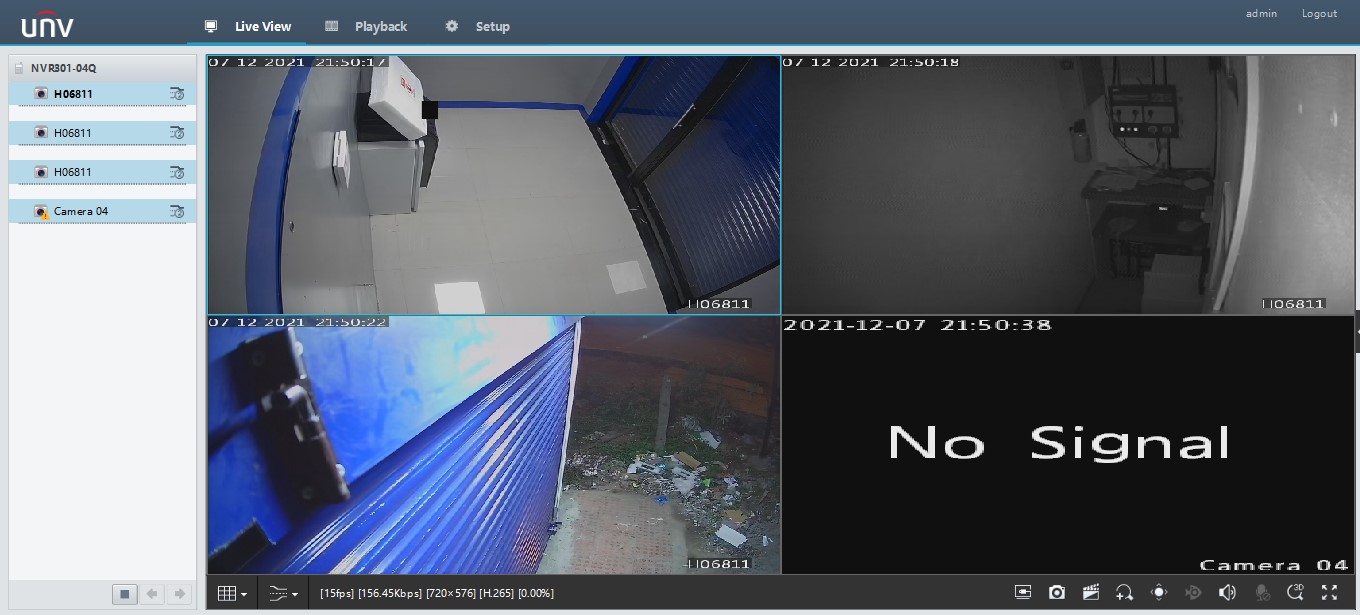 unv
Live View
Playback
Setup
admin
Logout
NVR301-04Q
H06811
H06811
H06811
Camera 04
07 12 2021 21:50:17
H06811
07 12 2021 21:50:18
H06811
07 12 2021 21:50:22
H06811
2021-12-07 21:50:38
No Signal
Camera 04
[15fps] [156.45Kbps] [720×576] [H.265] [0.00%]
3D